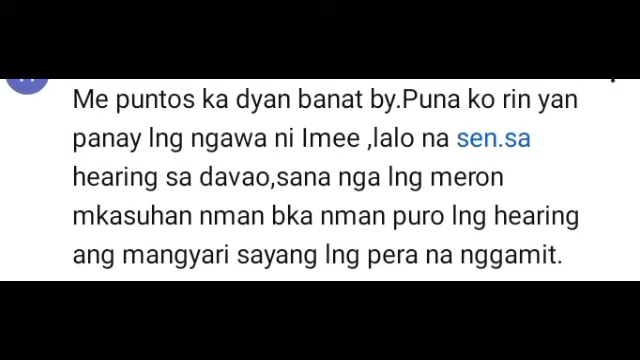 Me puntos ka dyan banat by.Puna ko rin yan
panay lng ngawa ni Imee ,lalo na sen.sa
hearing sa davao,sana nga lng meron
mkasuhan nman bka nman puro lng hearing
ang mangyari sayang lng pera na nggamit.